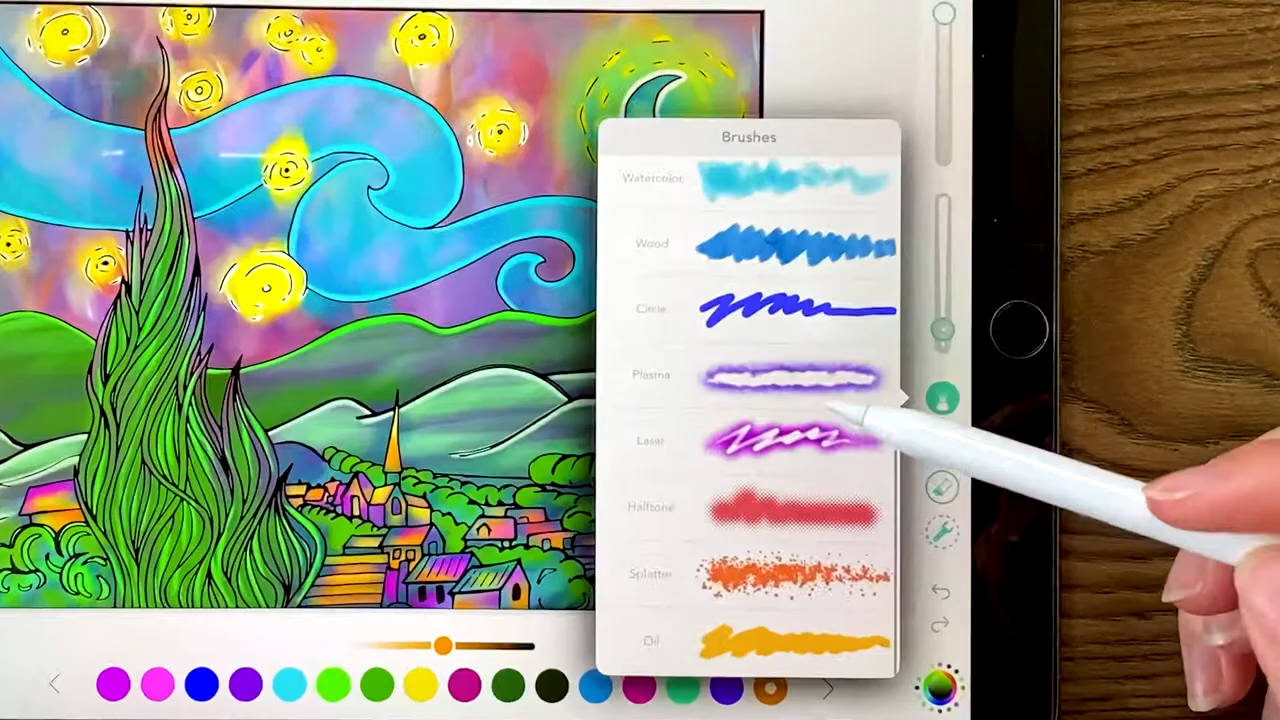 Brushes
Watercolor
Wood
Circle
Plasma
Laser
Halftone
Splatter
Oil